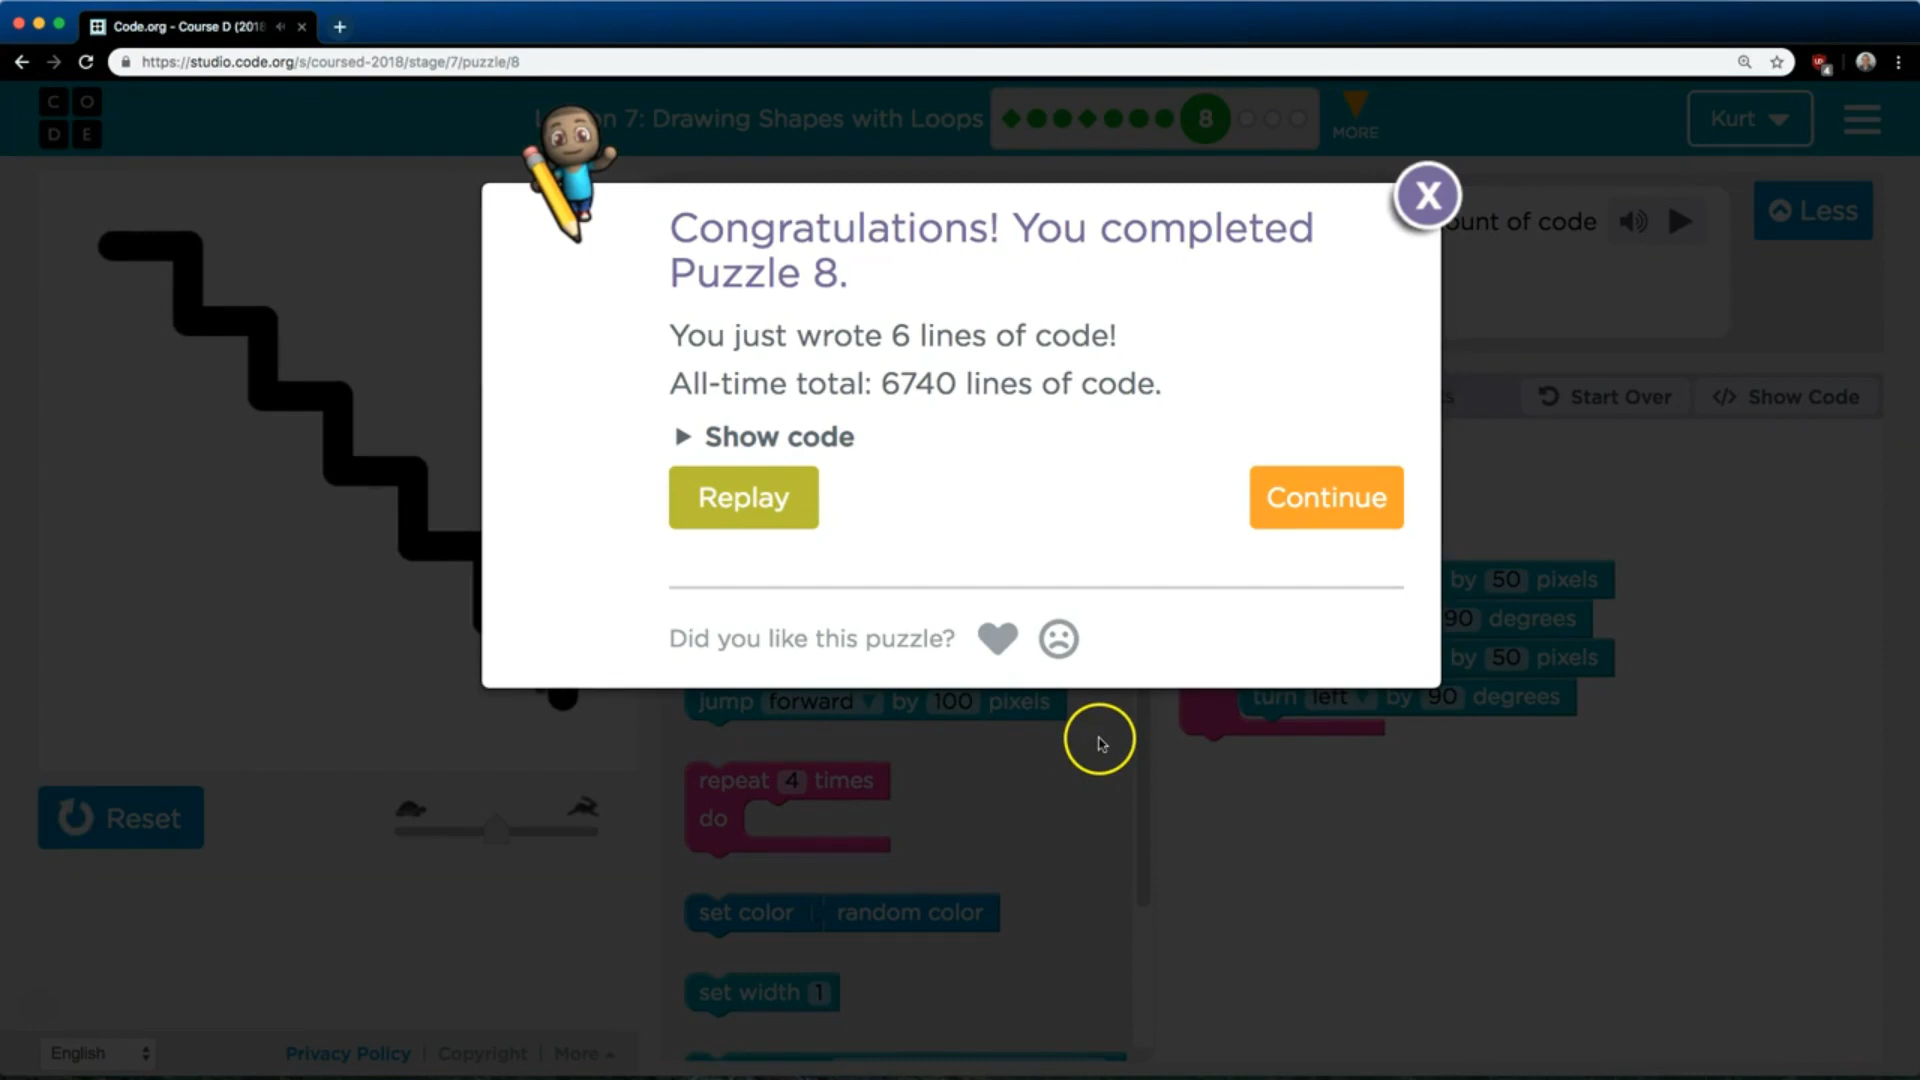 Code.org - Course D (2018
https://studio.code.org/s/coursed-2018/stage/7/puzzle/8
C O
D E
n 7: Drawing Shapes with Loops
8
MORE
Kurt
X
Congratulations! You completed
Puzzle 8.
ount of code
Less
You just wrote 6 lines of code!
All-time total: 6740 lines of code.
Start Over
</> Show Code
Show code
Replay
Continue
by 50 pixels
90 degrees
by 50 pixels
turn left by 90 degrees
Did you like this puzzle?
jump forward by 100 pixels
repeat 4 times
do
Reset
set color random color
set width 1
English
Privacy Policy | Copyright | More